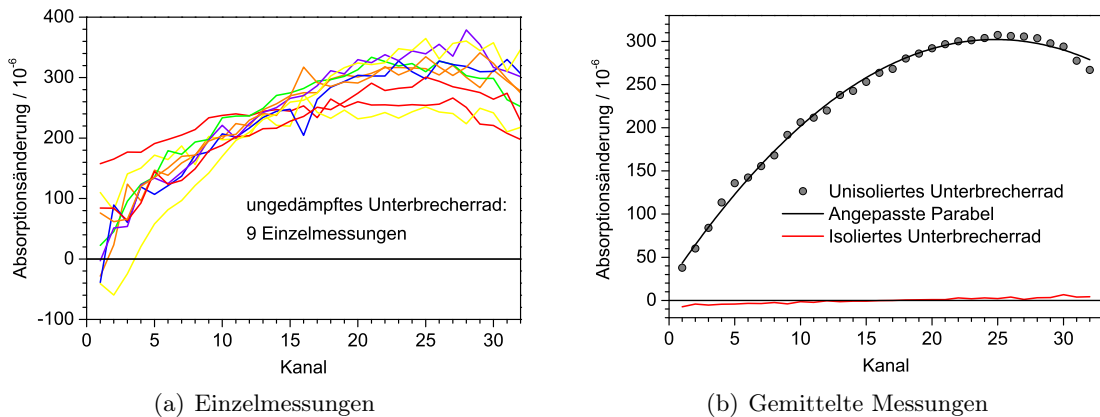 400
300
200
100
0
-100
Absorptionsänderung / 10-6
ungedämpftes Unterbrecherrad:
9 Einzelmessungen
0 5 10 15 20 25 30
Kanal
(a) Einzelmessungen
300
250
200
150
100
50
0
Absorptionsänderung / 10-6
Unisoliertes Unterbrecherrad
Angepasste Parabel
Isoliertes Unterbrecherrad
0 5 10 15 20 25 30
Kanal
(b) Gemittelte Messungen